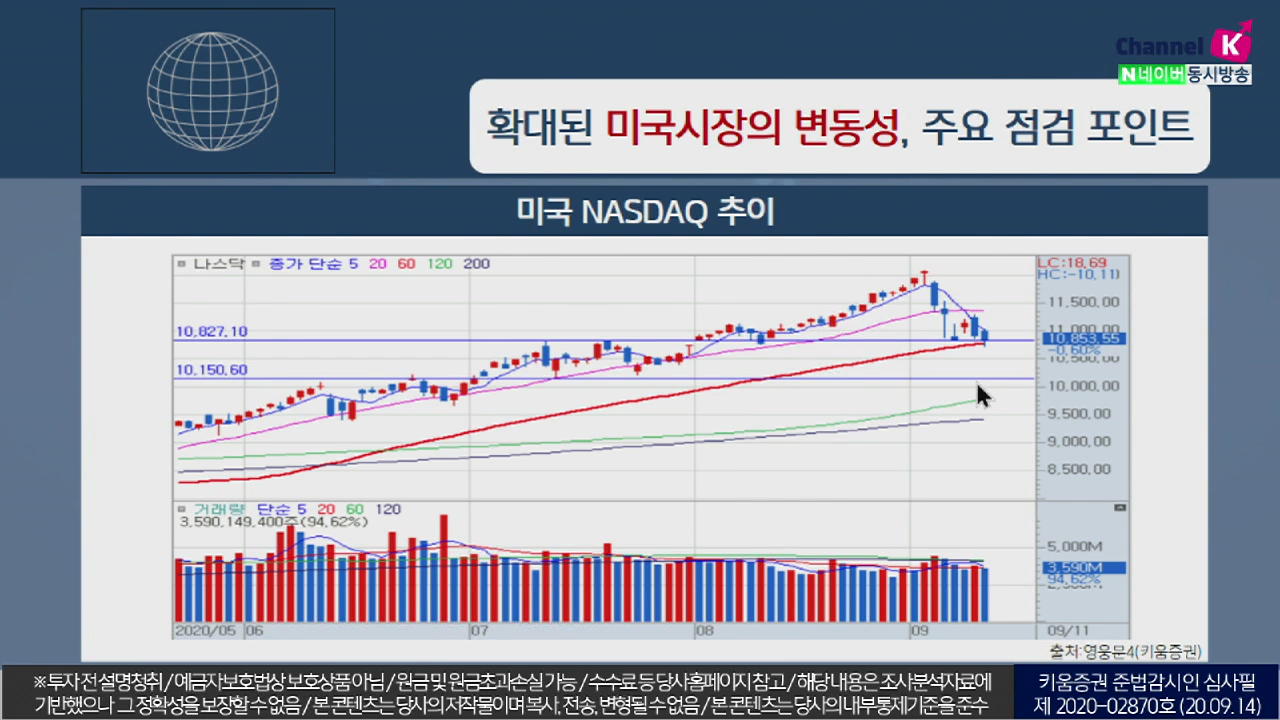 Channel K
N네이버 동시방송
확대된 미국시장의 변동성, 주요 점검 포인트
미국 NASDAQ 추이
나스닥 종가 단순 5 20 60 120 200
LC:18,69
HC:-10,11)
11,500,00
10,827,10
11,000,00
10,853,55
-0,60%
10,500,00
10,150,60
10,000,00
9,500,00
9,000,00
8,500,00
거래량 단순 5 20 60 120
3,590,149,400주(94,62%)
5,000M
3,590M
94,62%
2020/05 06 07 08 09 09/11
출처:영웅문4(키움증권)
※투자 전 설명청취 / 예금자보호법상 보호상품 아님 / 원금 및 원금초과손실 가능 / 수수료 등 당사홈페이지 참고 / 해당 내용은 조사분석자료에
기반했으나 그 정확성을 보장할 수 없음 / 본 콘텐츠는 당사의 저작물이며 복사, 전송, 변형될 수 없음 / 본 콘텐츠는 당사의 내부통제기준을 준수
키움증권 준법감시인 심사필
제 2020-02870호 (20.09.14)